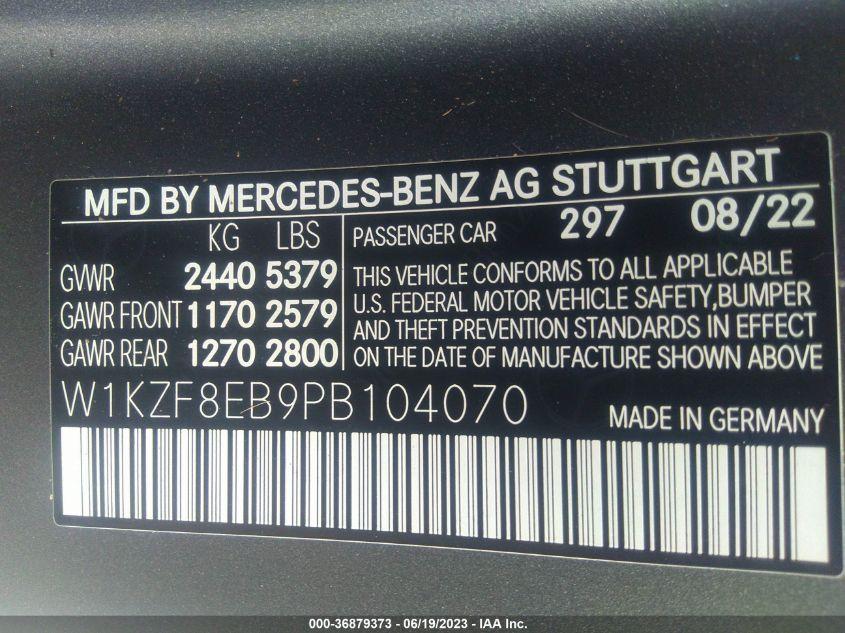 MFD BY MERCEDES-BENZ AG STUTTGART
KG LBS
GVWR 2440 5379
GAWR FRONT 1170 2579
GAWR REAR 1270 2800
PASSENGER CAR 297 08/22
THIS VEHICLE CONFORMS TO ALL APPLICABLE
U.S. FEDERAL MOTOR VEHICLE SAFETY,BUMPER
AND THEFT PREVENTION STANDARDS IN EFFECT
ON THE DATE OF MANUFACTURE SHOWN ABOVE
W1KZF8EB9PB104070
MADE IN GERMANY
000-36879373 - 06/19/2023 - IAA Inc.